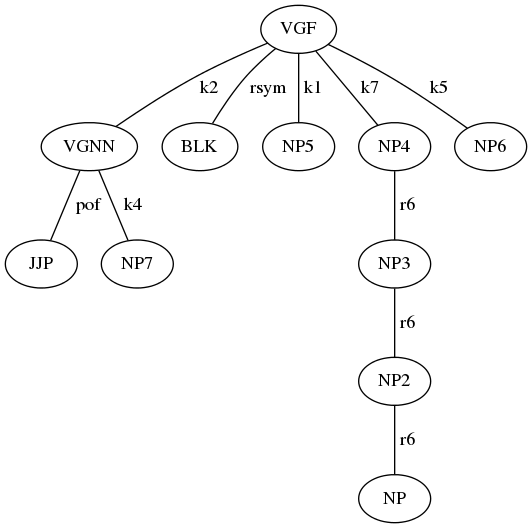 VGF
k2 rsym k1 k7 k5
VGNN BLK NP5 NP4 NP6
pof k4 r6
JJP NP7 NP3
r6
NP2
r6
NP